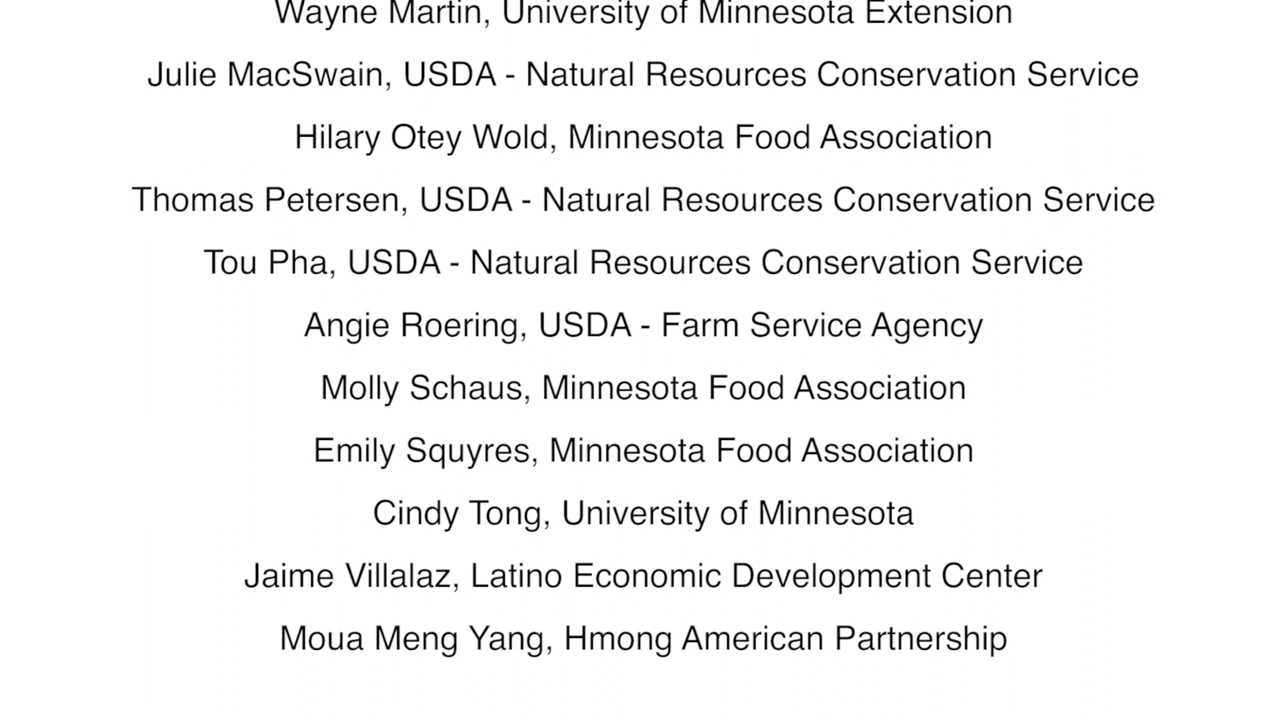 Wayne Martin, University of Minnesota Extension
Julie MacSwain, USDA - Natural Resources Conservation Service
Hilary Otey Wold, Minnesota Food Association
Thomas Petersen, USDA - Natural Resources Conservation Service
Tou Pha, USDA - Natural Resources Conservation Service
Angie Roering, USDA - Farm Service Agency
Molly Schaus, Minnesota Food Association
Emily Squyres, Minnesota Food Association
Cindy Tong, University of Minnesota
Jaime Villalaz, Latino Economic Development Center
Moua Meng Yang, Hmong American Partnership